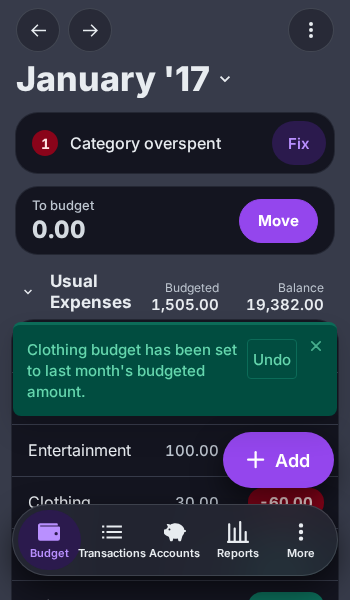 January '17
1 Category overspent Fix
To budget
0.00 Move
Usual Expenses Budgeted 1,505.00 Balance 19,382.00
Clothing budget has been set
to last month's budgeted
amount.
Undo
Entertainment 100.00
Add
Clothing 30.00 -60.00
Budget Transactions Accounts Reports More